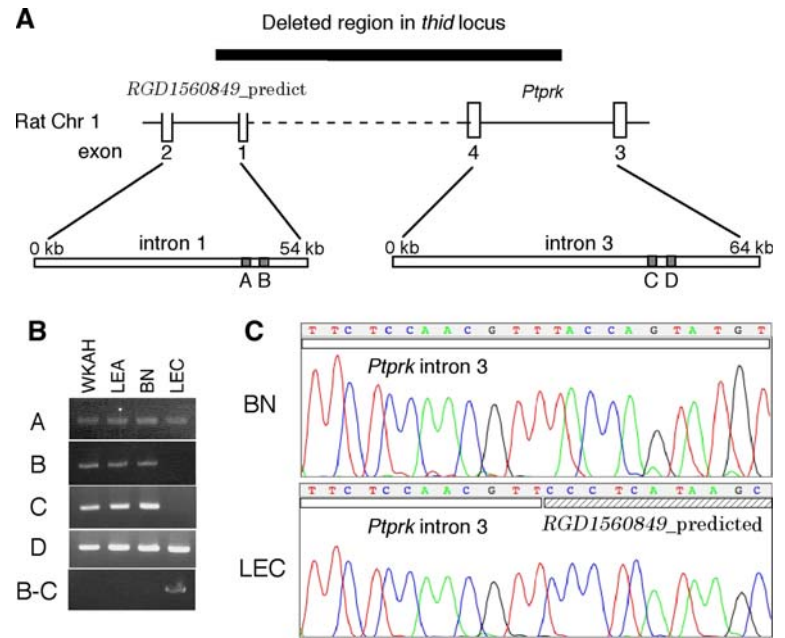 A
Deleted region in thid locus
RGD1560849_predict
Ptprk
Rat Chr 1
exon 2 1 4 3
0 kb intron 1 54 kb
0 kb intron 3 64 kb
A B
C D
B
WKAH LEA BN LEC
A
B
C
D
B-C
C
T T C T C C A A C G T T T A C C A G T A T G T
Ptprk intron 3
BN
T T C T C C A A C G T T C C C T C A T A A G C
Ptprk intron 3 RGD1560849_predicted
LEC